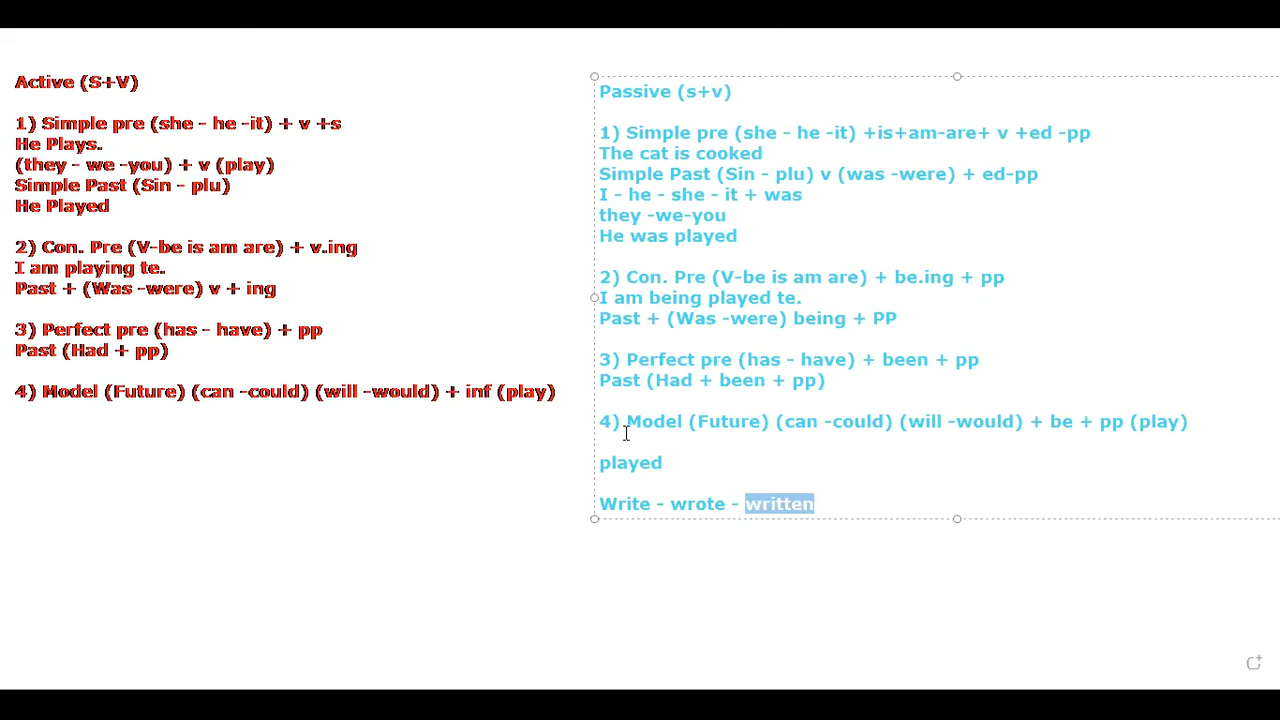 Active (S+V)
1) Simple pre (she - he -it) + v +s
He Plays.
(they - we -you) + v (play)
Simple Past (Sin - plu)
He Played
2) Con. Pre (V-be is am are) + v.ing
I am playing te.
Past + (Was -were) v + ing
3) Perfect pre (has - have) + pp
Past (Had + pp)
4) Model (Future) (can -could) (will -would) + inf (play)
Passive (s+v)
1) Simple pre (she - he -it) +is+am-are+ v +ed -pp
The cat is cooked
Simple Past (Sin - plu) v (was -were) + ed-pp
I - he - she - it + was
they -we-you
He was played
2) Con. Pre (V-be is am are) + be.ing + pp
I am being played te.
Past + (Was -were) being + PP
3) Perfect pre (has - have) + been + pp
Past (Had + been + pp)
4) Model (Future) (can -could) (will -would) + be + pp (play)
played
Write - wrote - written